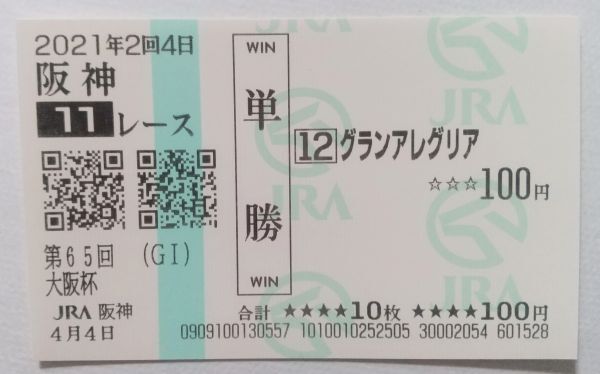 2021年2回4日
阪神
11レース
第65回 (GI)
大阪杯
JRA 阪神
4月4日
WIN
単勝
WIN
12 グランアレグリア
☆☆☆100円
合計 ★★★★10枚 ★★★★100円
0909100130557 1010010252505 30002054 601528
JRA
JRA
JRA
JRA